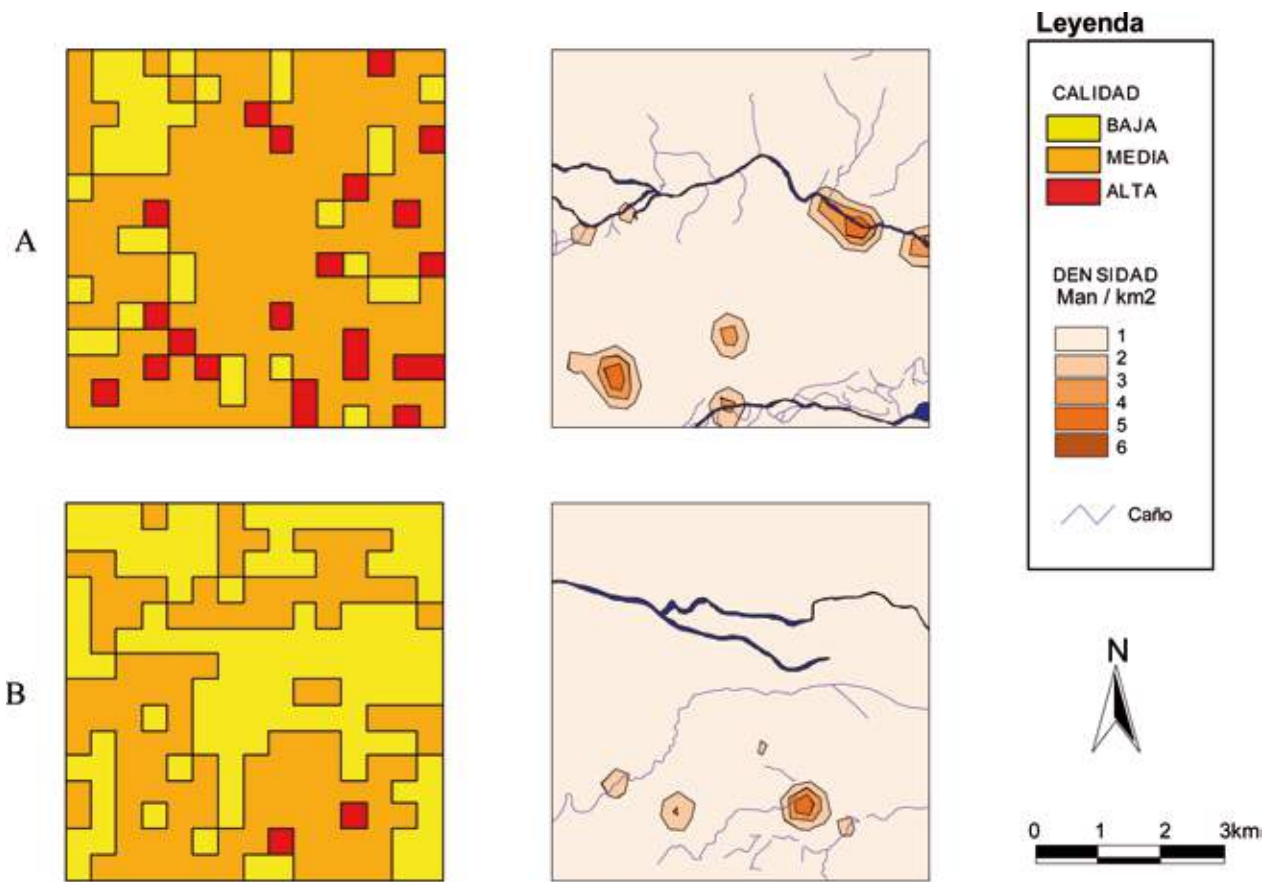 Leyenda
CALIDAD
BAJA
MEDIA
ALTA
A
DENSIDAD
Man / km2
1
2
3
4
5
6
Caño
B
N
0 1 2 3km